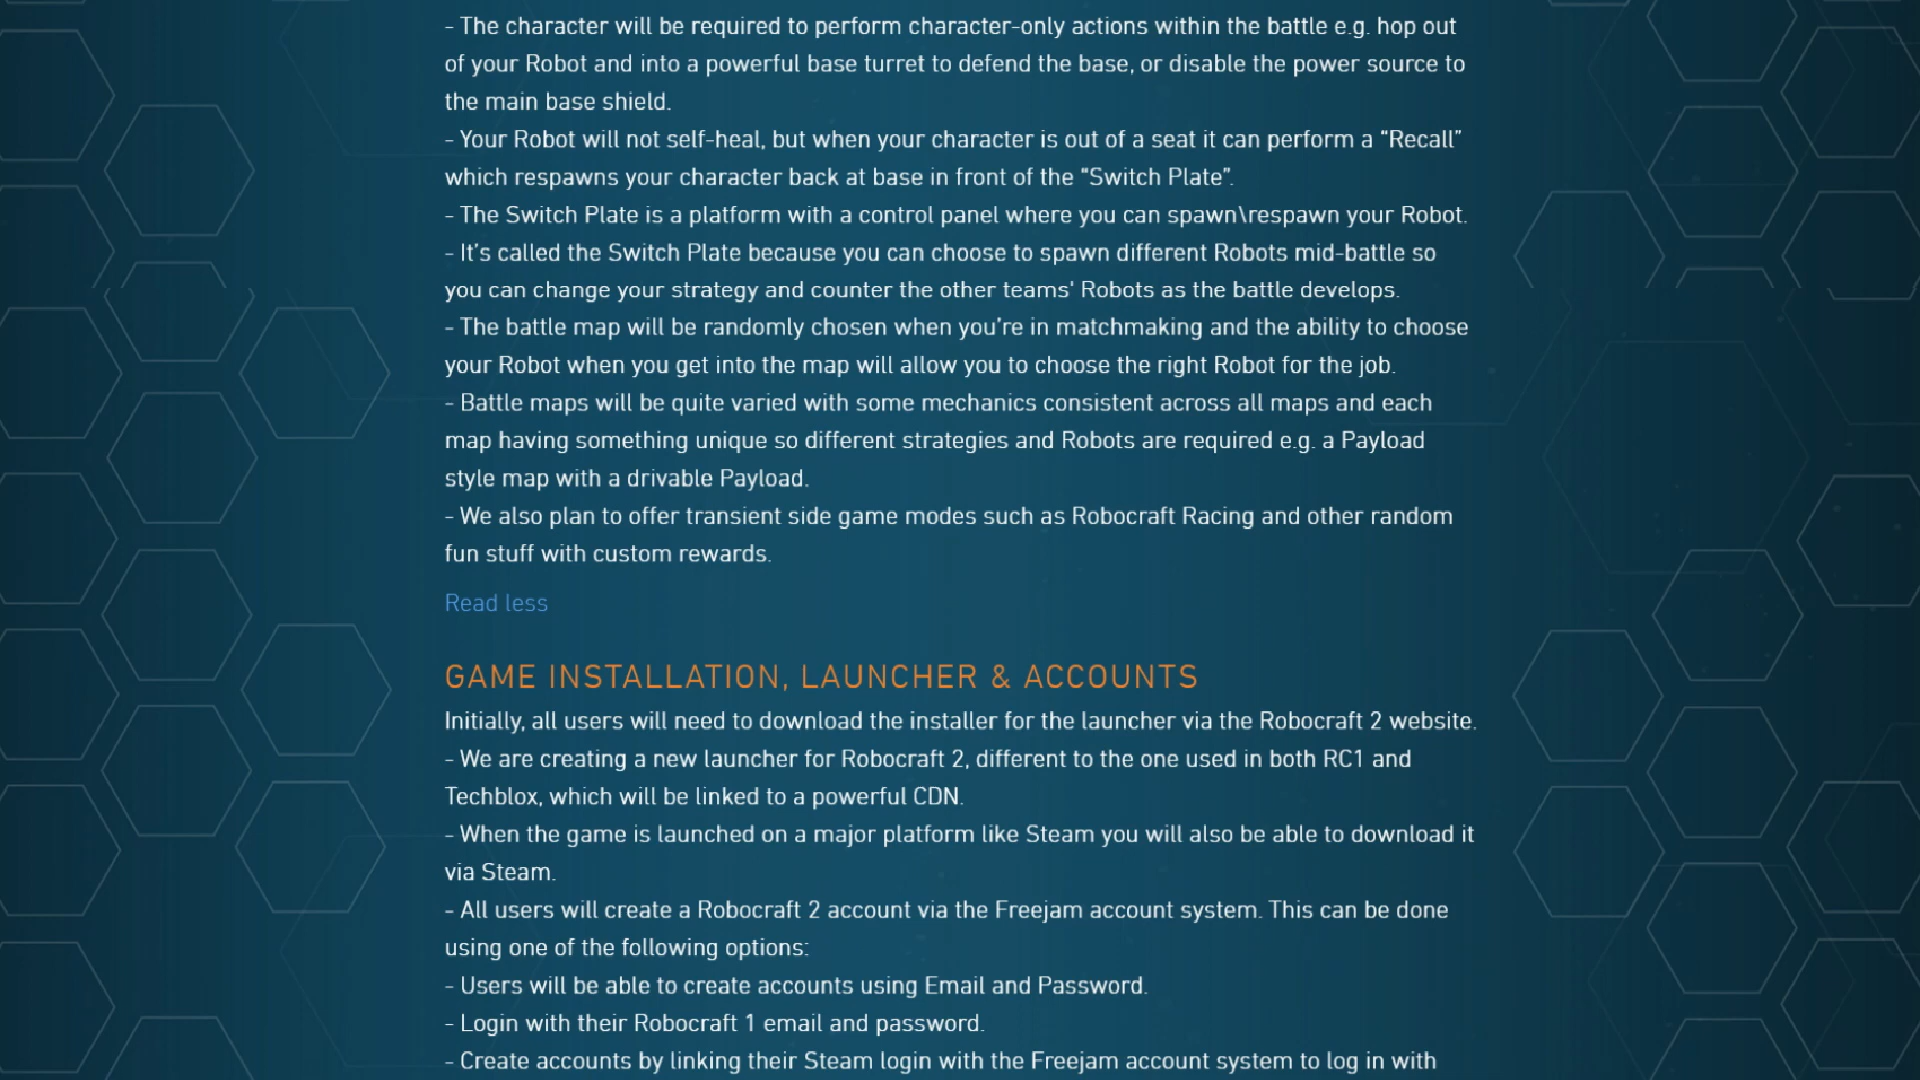 - The character will be required to perform character-only actions within the battle e.g. hop out
of your Robot and into a powerful base turret to defend the base, or disable the power source to
the main base shield.
- Your Robot will not self-heal, but when your character is out of a seat it can perform a “Recall”
which respawns your character back at base in front of the “Switch Plate”.
- The Switch Plate is a platform with a control panel where you can spawn\respawn your Robot.
- It’s called the Switch Plate because you can choose to spawn different Robots mid-battle so
you can change your strategy and counter the other teams' Robots as the battle develops.
- The battle map will be randomly chosen when you’re in matchmaking and the ability to choose
your Robot when you get into the map will allow you to choose the right Robot for the job.
- Battle maps will be quite varied with some mechanics consistent across all maps and each
map having something unique so different strategies and Robots are required e.g. a Payload
style map with a drivable Payload.
- We also plan to offer transient side game modes such as Robocraft Racing and other random
fun stuff with custom rewards.
Read less
GAME INSTALLATION, LAUNCHER & ACCOUNTS
Initially, all users will need to download the installer for the launcher via the Robocraft 2 website.
- We are creating a new launcher for Robocraft 2, different to the one used in both RC1 and
Techblox, which will be linked to a powerful CDN.
- When the game is launched on a major platform like Steam you will also be able to download it
via Steam.
- All users will create a Robocraft 2 account via the Freejam account system. This can be done
using one of the following options:
- Users will be able to create accounts using Email and Password.
- Login with their Robocraft 1 email and password.
- Create accounts by linking their Steam login with the Freejam account system to log in with